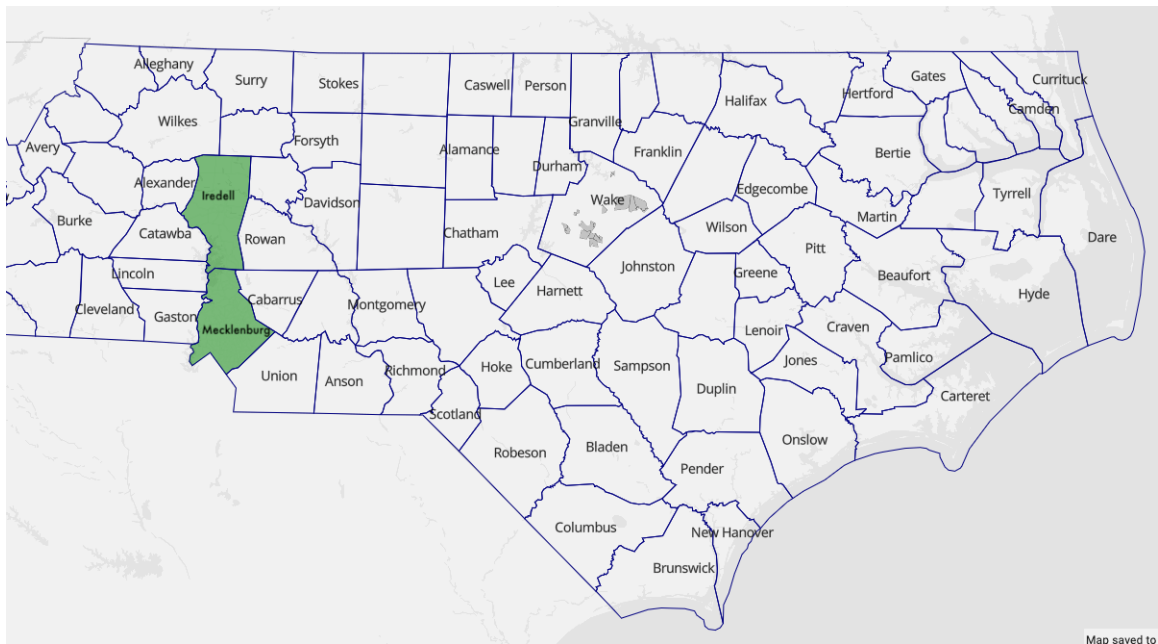 Alleghany
Surry
Stokes
Caswell
Person
Gates
Currituck
Hertford
Halifax
Camden
Wilkes
Granville
Forsyth
Avery
Alamance
Franklin
Bertie
Durham
Alexander
Iredell
Edgecombe
Davidson
Wake
Tyrrell
Burke
Martin
Catawba
Rowan
Chatham
Wilson
Pitt
Dare
Johnston
Lincoln
Greene
Beaufort
Lee
Harnett
Hyde
Cabarrus
Montgomery
Cleveland
Gaston
Mecklenburg
Lenoir
Craven
Pamlico
Jones
Hoke
Cumberland
Sampson
Union
Anson
Richmond
Duplin
Carteret
Scotland
Onslow
Robeson
Bladen
Pender
Columbus
New Hanover
Brunswick
Map saved to